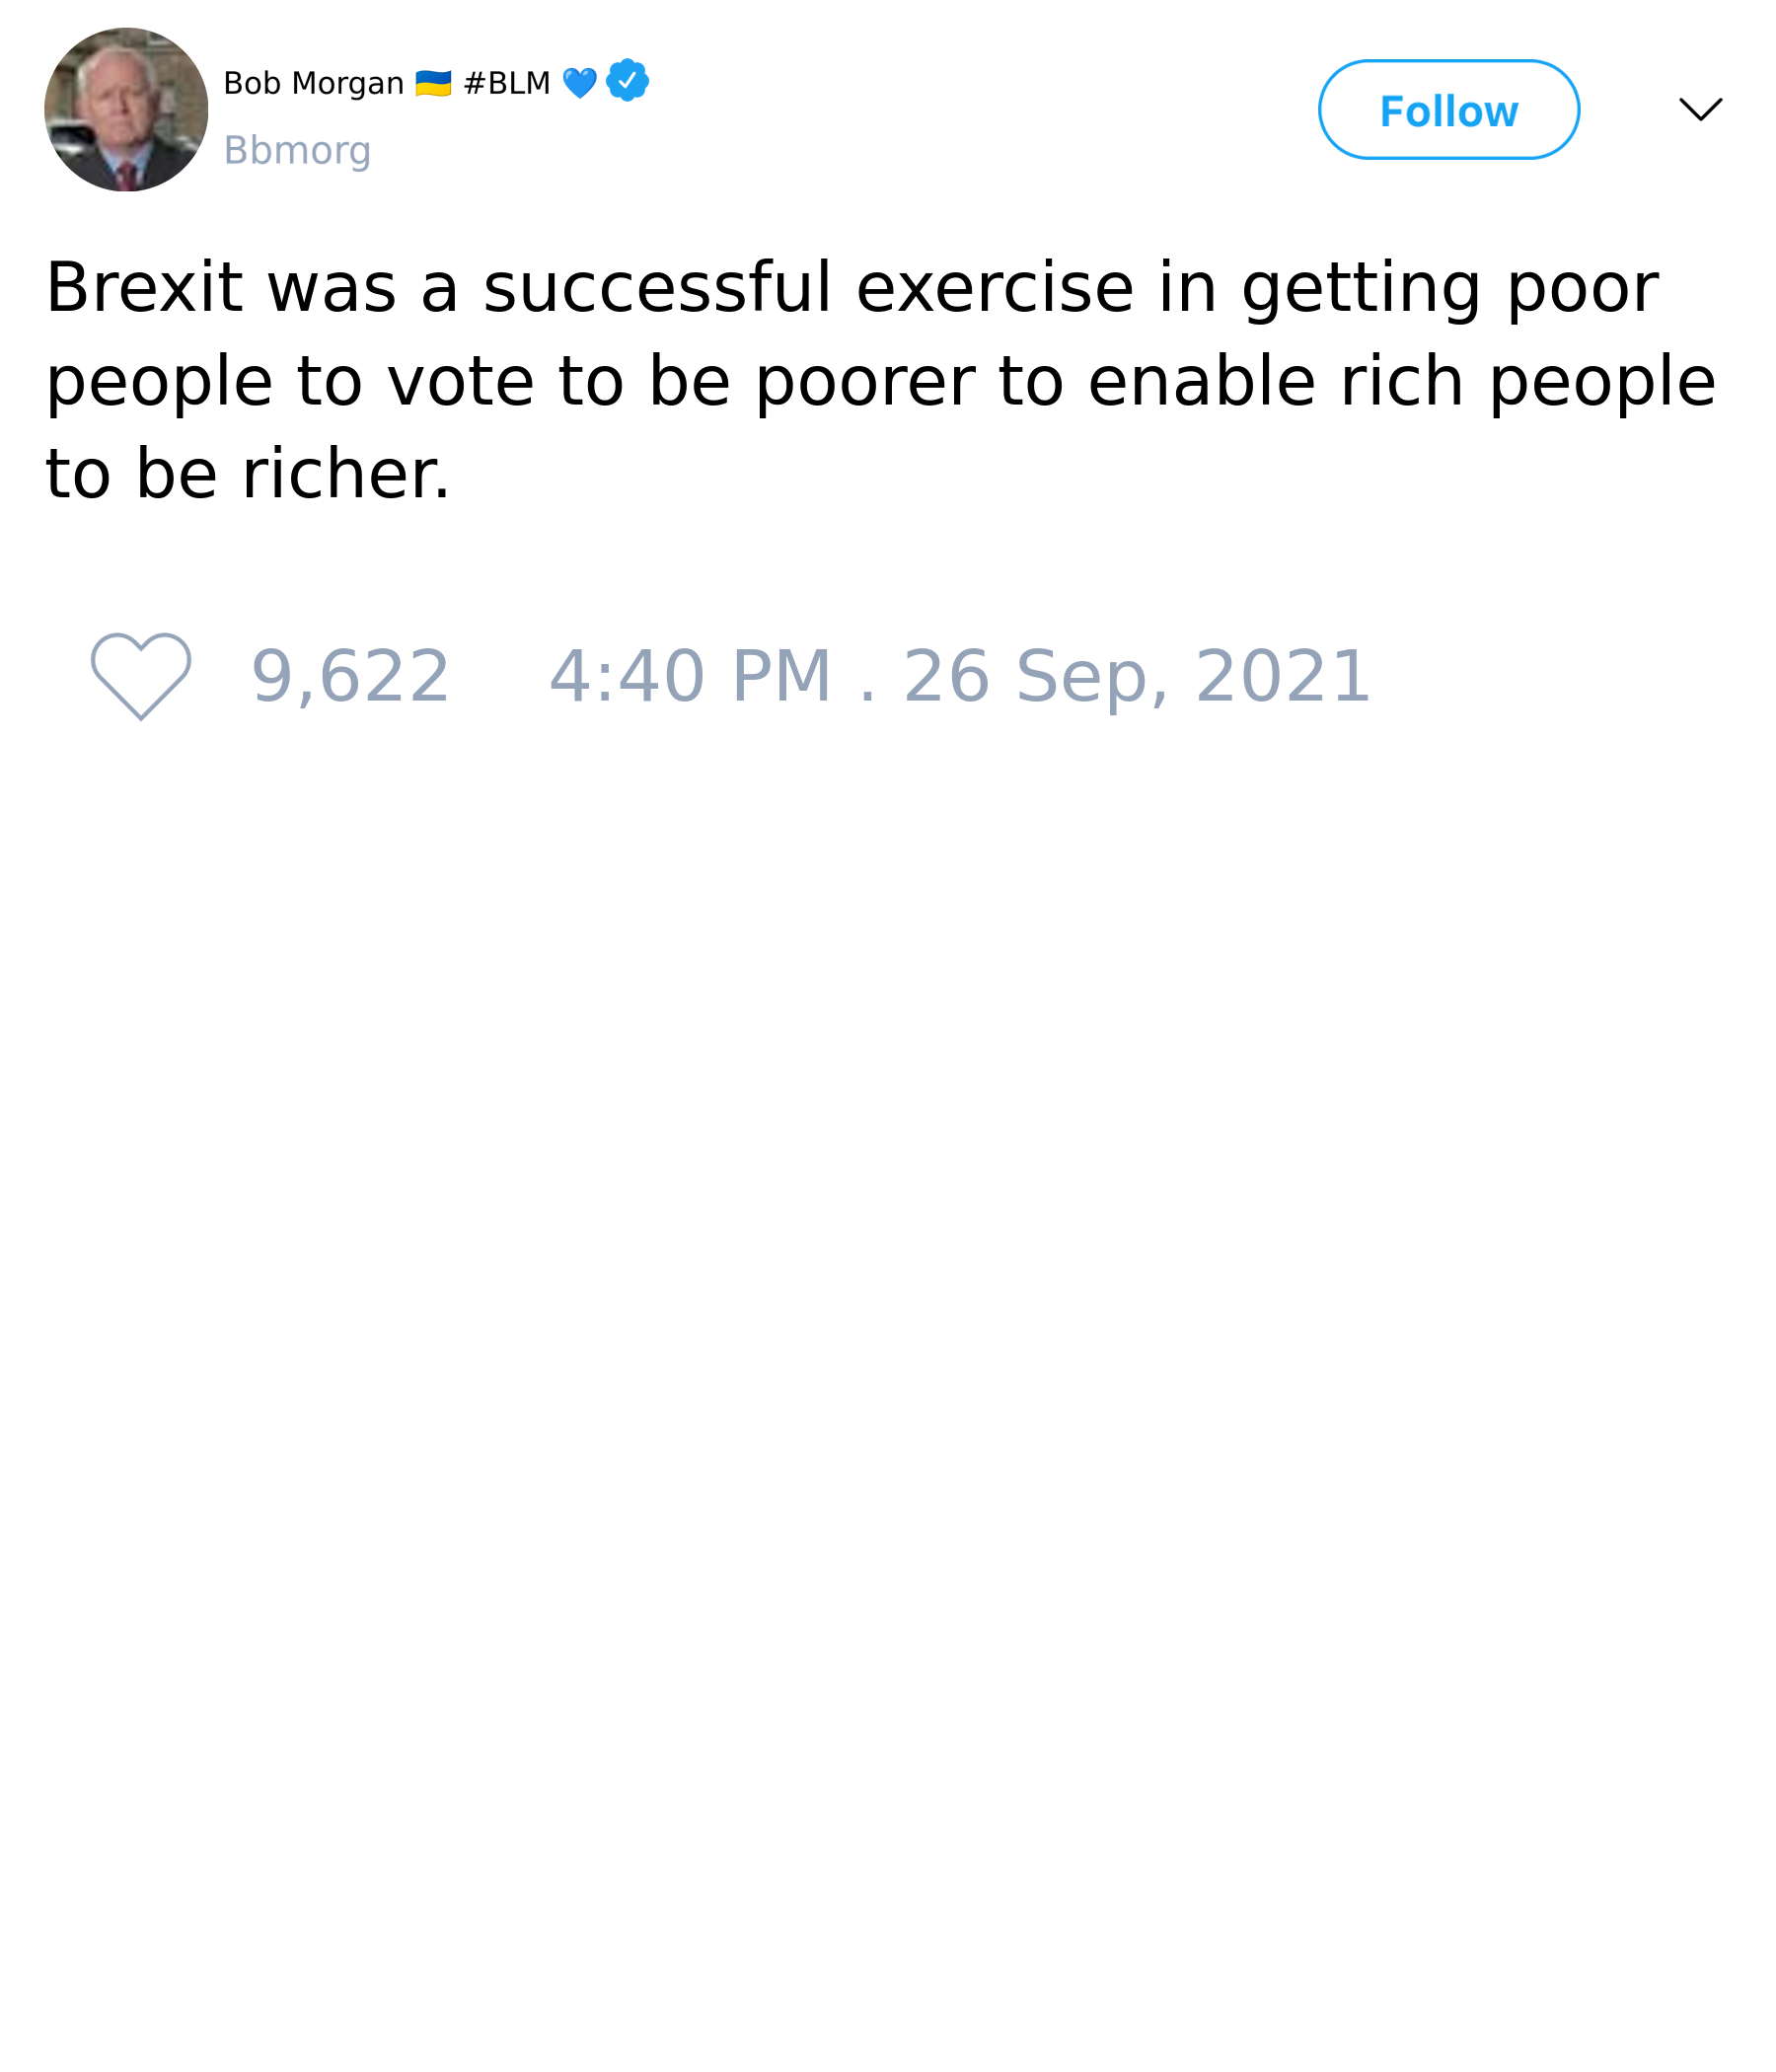 Bob Morgan 🇺🇦 #BLM 💙
Bbmorg
Follow
Brexit was a successful exercise in getting poor
people to vote to be poorer to enable rich people
to be richer.
9,622 4:40 PM . 26 Sep, 2021